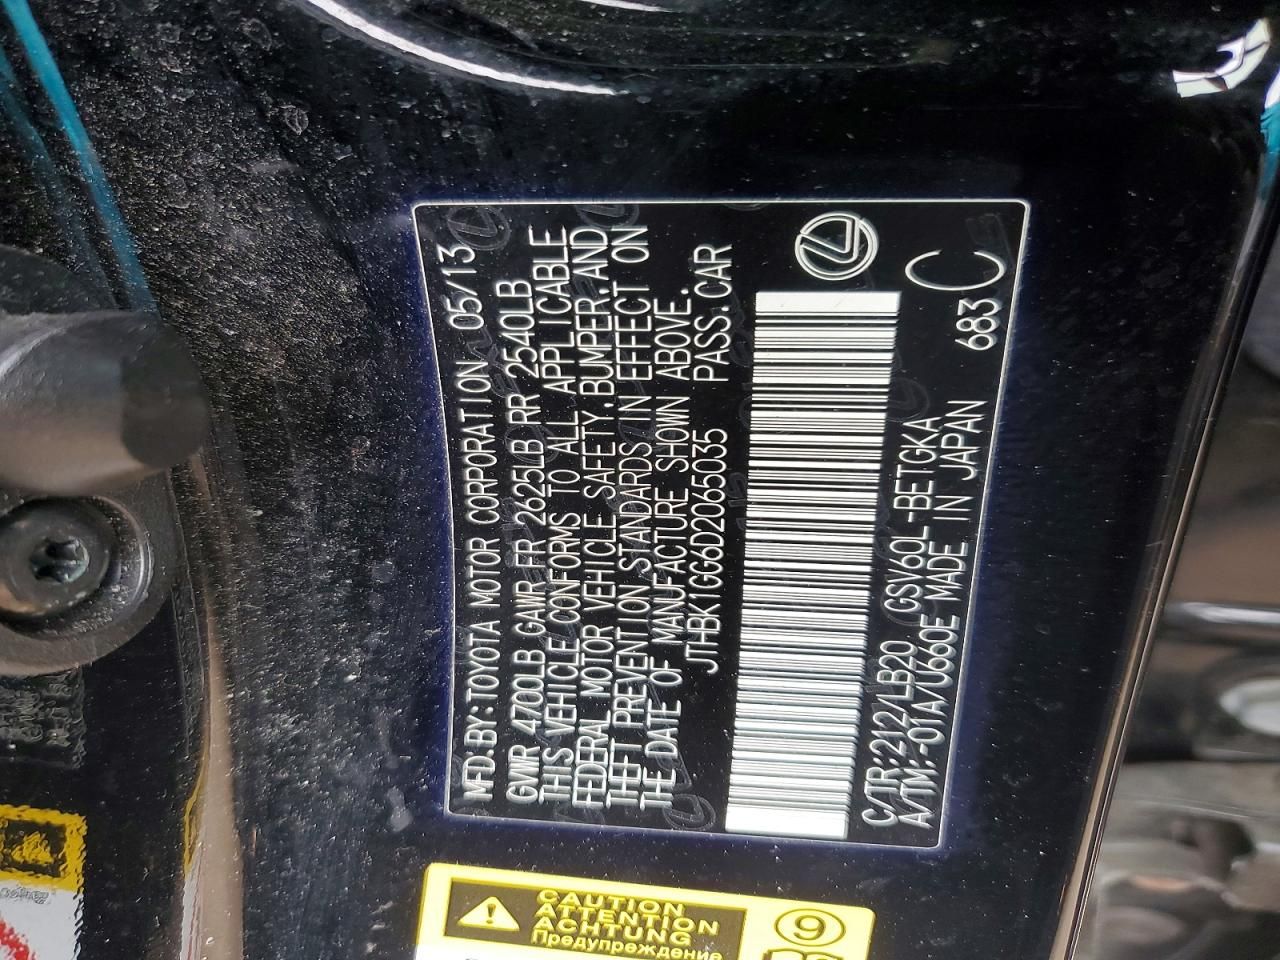 MFD.BY:TOYOTA MOTOR CORPORATION 05/13
GVWR 4700LB GAWR FR 2625LB RR 2540LB
THIS VEHICLE CONFORMS TO ALL APPLICABLE
FEDERAL MOTOR VEHICLE SAFETY,BUMPER,AND
THEFT PREVENTION STANDARDS IN EFFECT ON
THE DATE OF MANUFACTURE SHOWN ABOVE.
JTHBK1GG6D2065035 PASS.CAR
C/TR:212/LB20 GSV60L-BETGKA
A/TM:-01A/U660E MADE IN JAPAN 683 C
CAUTION
ATTENTION
ACHTUNG
Предупреждение
9